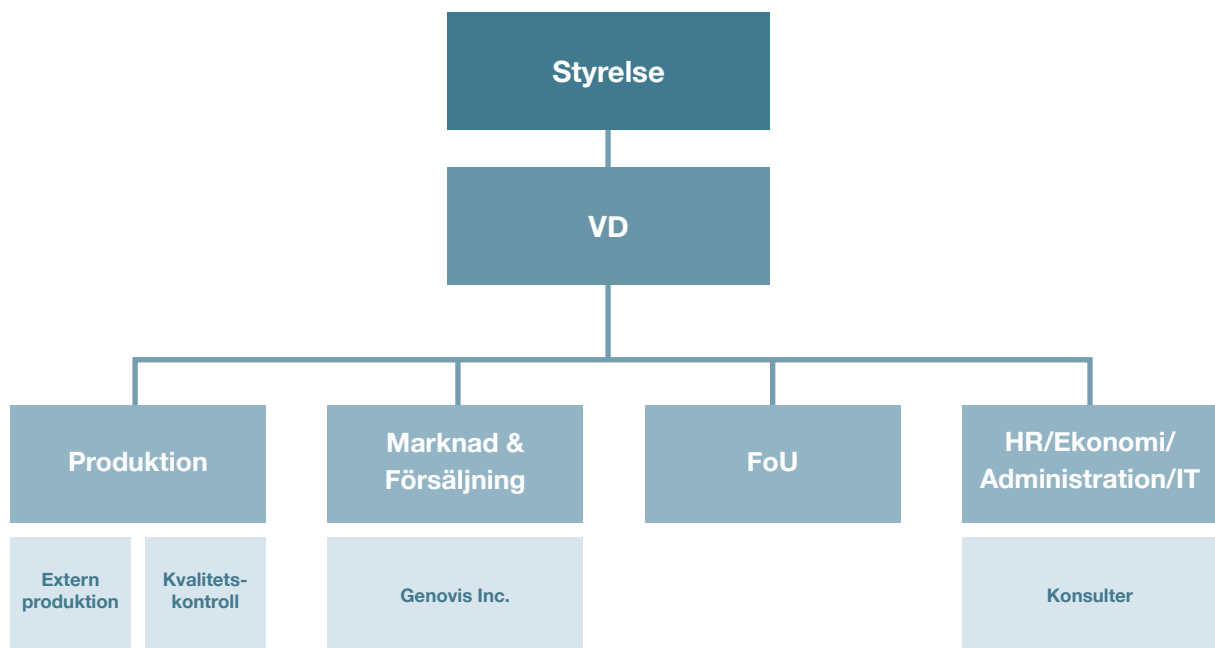 Styrelse
VD
Produktion
Marknad &
Försäljning
FoU
HR/Ekonomi/
Administration/IT
Extern
produktion
Kvalitets-
kontroll
Genovis Inc.
Konsulter